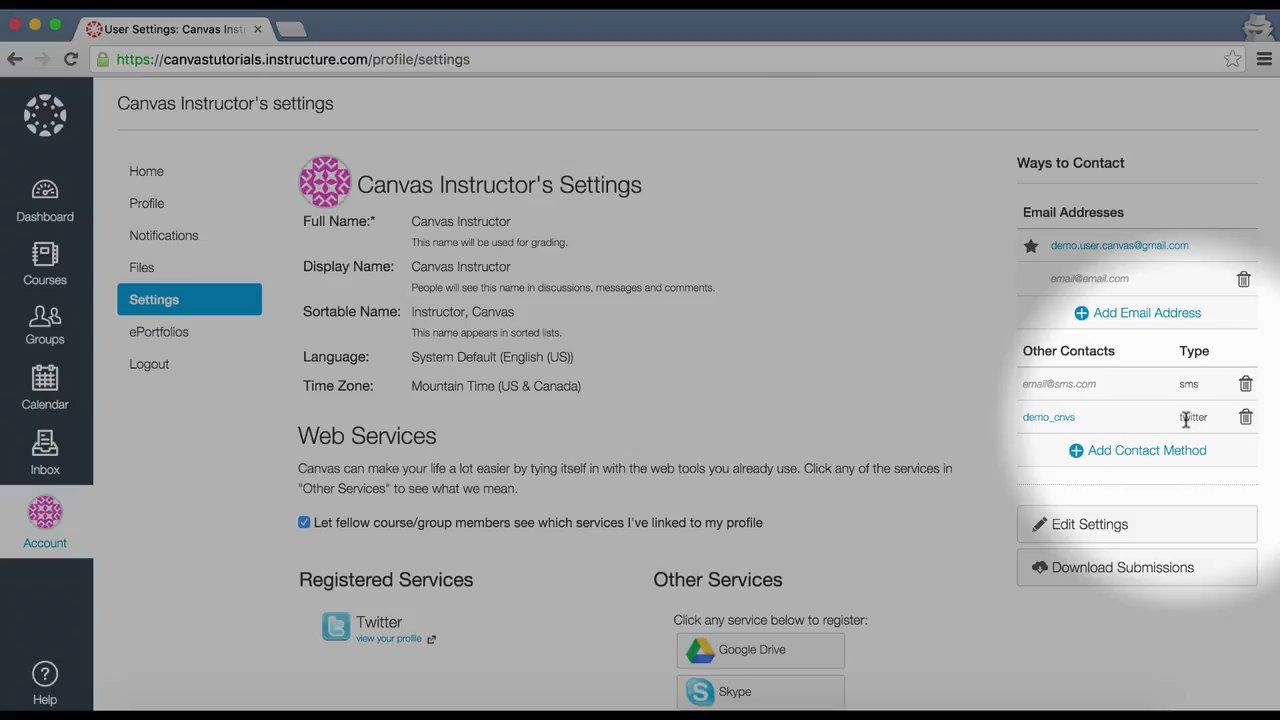 User Settings: Canvas Inst
https://canvastutorials.instructure.com/profile/settings
Canvas Instructor's settings
Dashboard
Courses
Groups
Calendar
Inbox
Account
Help
Home
Profile
Notifications
Files
Settings
ePortfolios
Logout
Canvas Instructor's Settings
Full Name:* Canvas Instructor
This name will be used for grading.
Display Name: Canvas Instructor
People will see this name in discussions, messages and comments.
Sortable Name: Instructor, Canvas
This name appears in sorted lists.
Language: System Default (English (US))
Time Zone: Mountain Time (US & Canada)
Web Services
Canvas can make your life a lot easier by tying itself in with the web tools you already use. Click any of the services in
"Other Services" to see what we mean.
Let fellow course/group members see which services I've linked to my profile
Registered Services
Twitter
view your profile
Other Services
Click any service below to register:
Google Drive
Skype
Ways to Contact
Email Addresses
demo.user.canvas@gmail.com
email@email.com
Add Email Address
Other Contacts Type
email@sms.com sms
demo_cnvs twitter
Add Contact Method
Edit Settings
Download Submissions